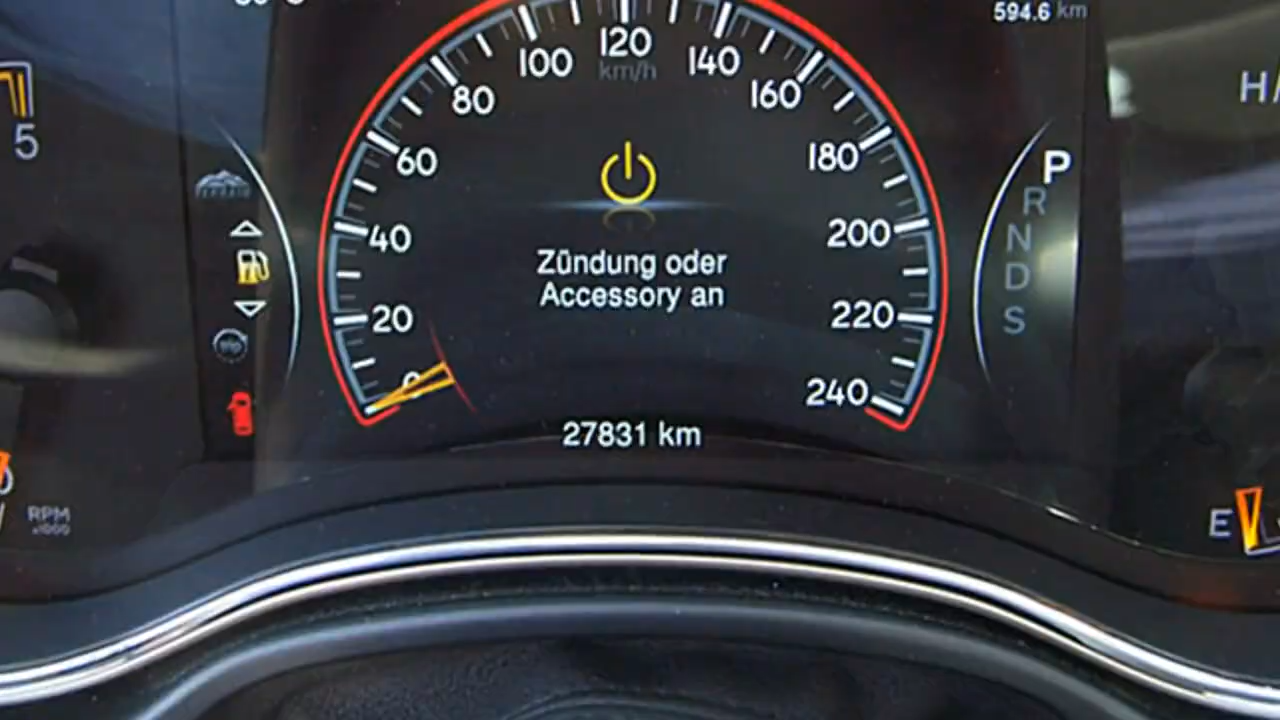 594.6 km
120
km/h
100
140
80
160
5
60
180
P
R
40
200
N
D
20
220
S
0
240
27831 km
Zündung oder
Accessory an
H
RPM
x1000
E